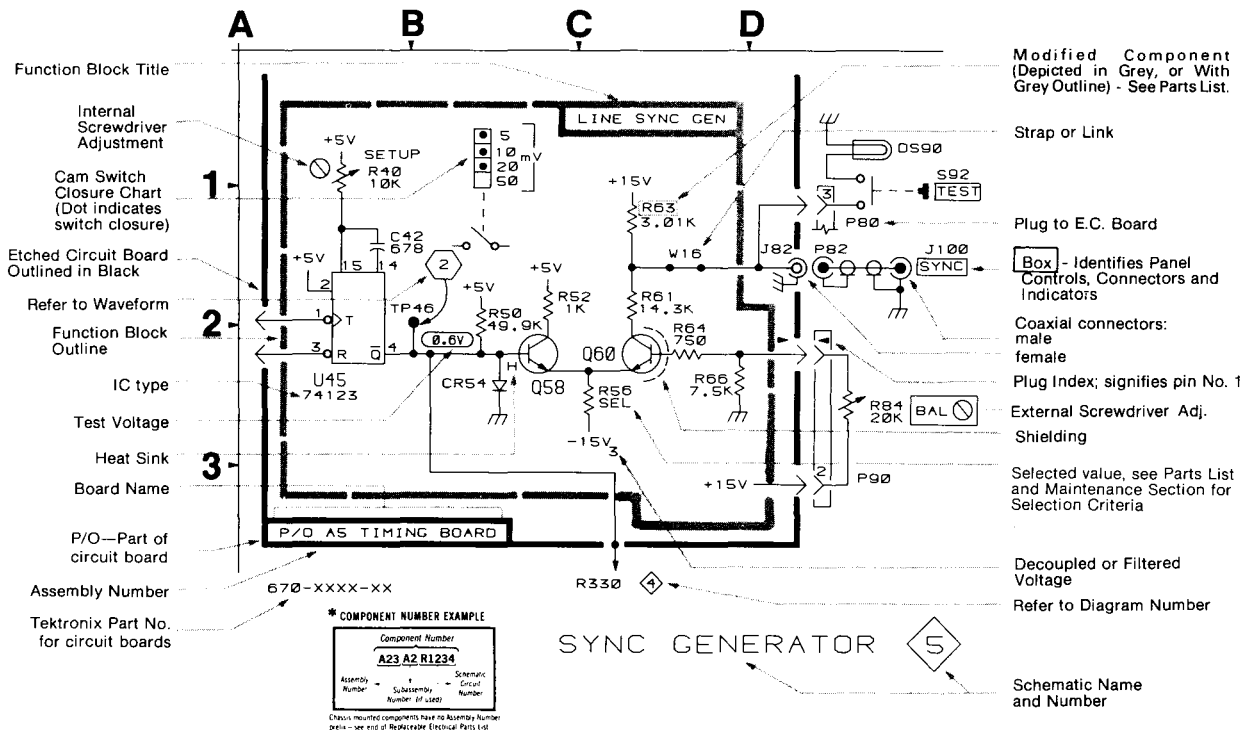 A B C D
Function Block Title
Internal
Screwdriver
Adjustment
Cam Switch
Closure Chart
(Dot indicates
switch closure)
Etched Circuit Board
Outlined in Black
Refer to Waveform
Function Block
Outline
IC type
Test Voltage
Heat Sink
Board Name
P/O—Part of
circuit board
Assembly Number
Tektronix Part No.
for circuit boards
1
2
3
LINE SYNC GEN
+5V
SETUP
R40
10K
5
10
20
50
mV
C42
678
+5V
15
14
2
1
T
3
R
Q̅
4
U45
74123
2
TP46
0.6V
+5V
R50
49.9K
CR54
H
+5V
R52
1K
Q58
Q60
R56
SEL
-15V
3
+15V
R63
3.01K
W16
R61
14.3K
R64
750
R66
7.5K
+15V
DS90
S92
TEST
3
P80
J82
P82
J100
SYNC
1
R84
20K
BAL
2
P90
P/O A5 TIMING BOARD
670-XXXX-XX
R330
4
SYNC GENERATOR
5
Modified Component
(Depicted in Grey, or With
Grey Outline) - See Parts List.
Strap or Link
Plug to E.C. Board
Box - Identifies Panel
Controls, Connectors and
Indicators
Coaxial connectors:
male
female
Plug Index; signifies pin No. 1
External Screwdriver Adj.
Shielding
Selected value, see Parts List
and Maintenance Section for
Selection Criteria
Decoupled or Filtered
Voltage
Refer to Diagram Number
Schematic Name
and Number
* COMPONENT NUMBER EXAMPLE
Component Number
A23 A2 R1234
Assembly
Number
Subassembly
Number (if used)
Schematic
Circuit
Number
Chassis mounted components have no Assembly Number
prefix—see end of Replaceable Electrical Parts List